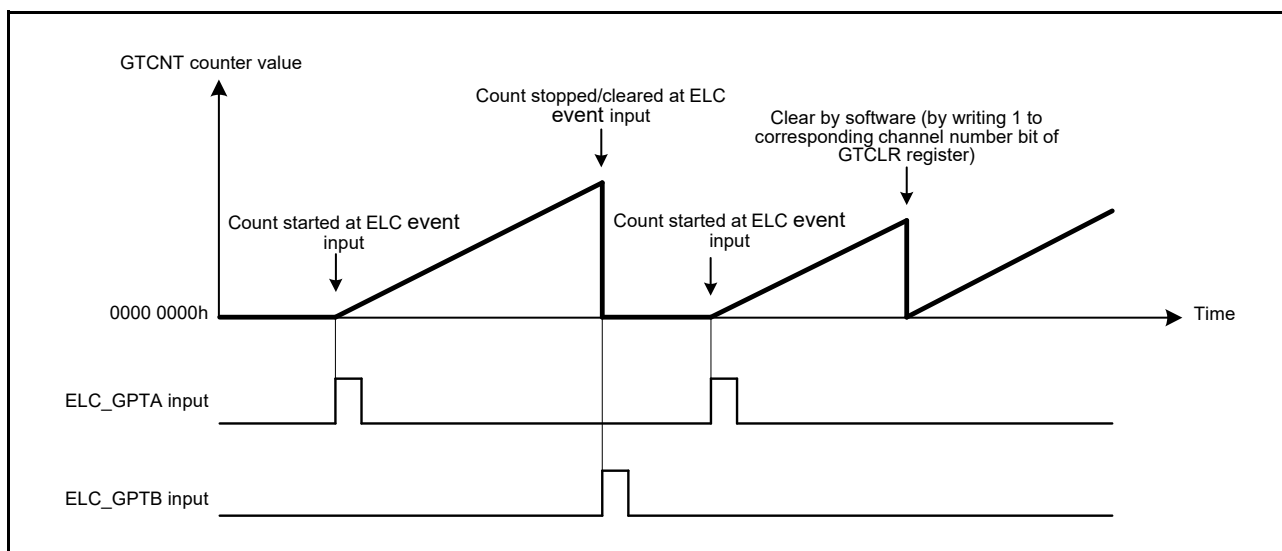 GTCNT counter value
Count stopped/cleared at ELC
event input
Clear by software (by writing 1 to
corresponding channel number bit of
GTCLR register)
Count started at ELC event
input
Count started at ELC event
input
0000 0000h
Time
ELC_GPTA input
ELC_GPTB input